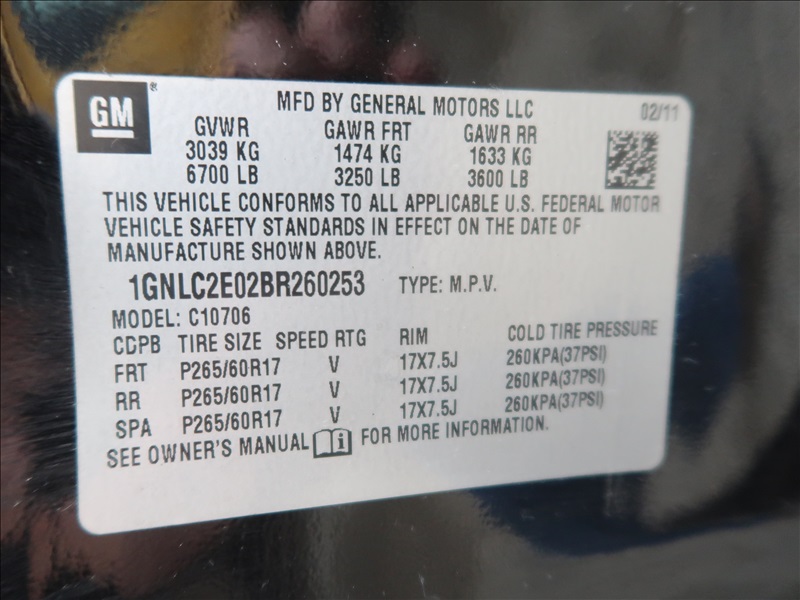 GM®
MFD BY GENERAL MOTORS LLC 02/11
GVWR GAWR FRT GAWR RR
3039 KG 1474 KG 1633 KG
6700 LB 3250 LB 3600 LB
THIS VEHICLE CONFORMS TO ALL APPLICABLE U.S. FEDERAL MOTOR
VEHICLE SAFETY STANDARDS IN EFFECT ON THE DATE OF
MANUFACTURE SHOWN ABOVE.
1GNLC2E02BR260253 TYPE: M.P.V.
MODEL: C10706
CDPB TIRE SIZE SPEED RTG RIM COLD TIRE PRESSURE
FRT P265/60R17 V 17X7.5J 260KPA(37PSI)
RR P265/60R17 V 17X7.5J 260KPA(37PSI)
SPA P265/60R17 V 17X7.5J 260KPA(37PSI)
SEE OWNER'S MANUAL i FOR MORE INFORMATION.